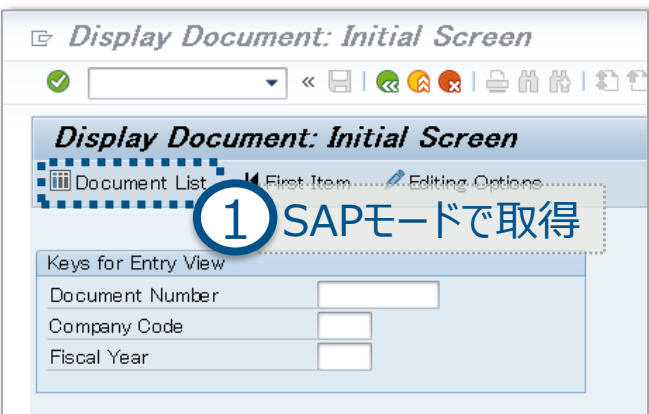 Display Document: Initial Screen
«
Display Document: Initial Screen
Document List First Item Editing Options
1 SAPモードで取得
Keys for Entry View
Document Number
Company Code
Fiscal Year